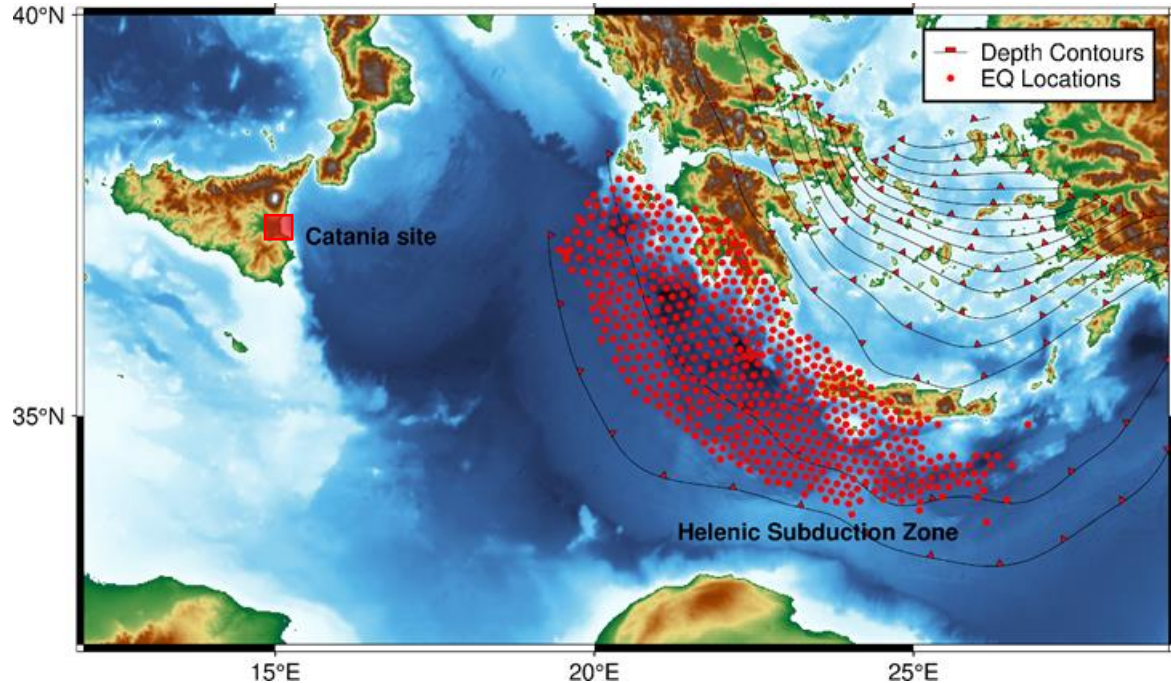 40°N
Depth Contours
EQ Locations
Catania site
35°N
Helenic Subduction Zone
15°E
20°E
25°E